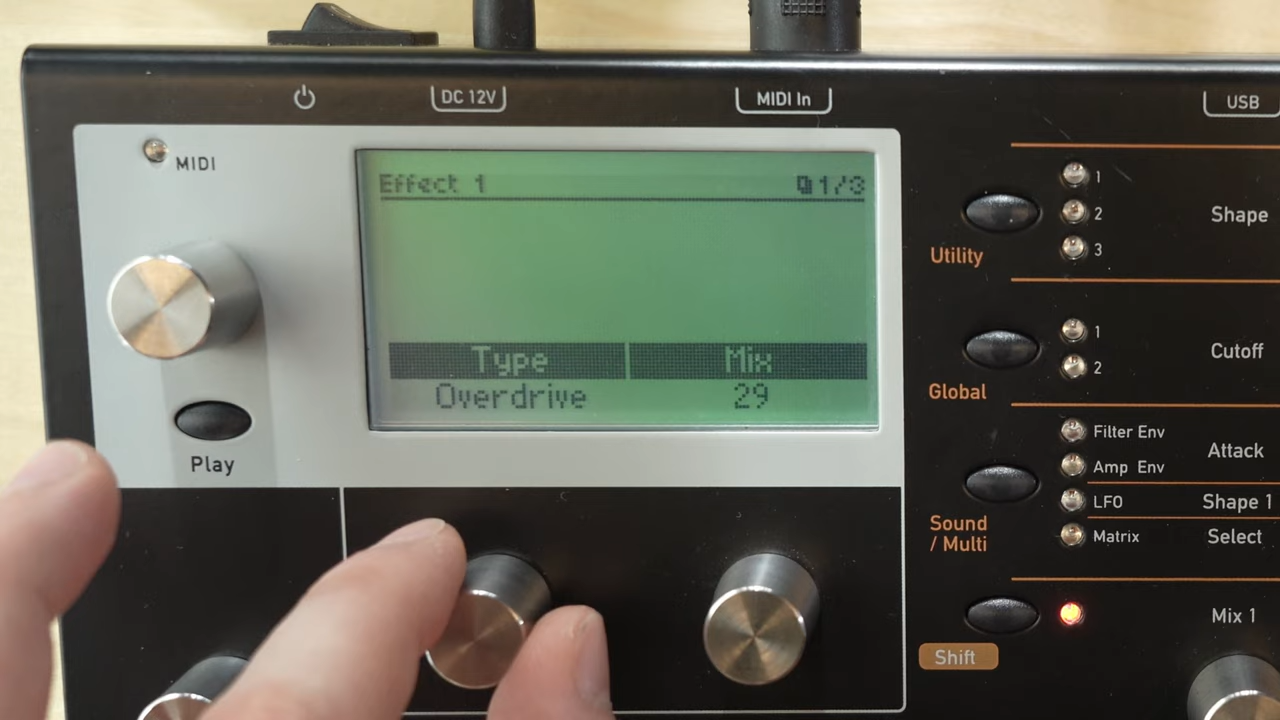 DC 12V
MIDI In
USB
MIDI
Effect 1
1/3
Type
Mix
Overdrive
29
Play
1
2
3
Shape
Utility
1
2
Cutoff
Global
Filter Env
Attack
Amp Env
LFO
Shape 1
Matrix
Select
Sound
/ Multi
Mix 1
Shift